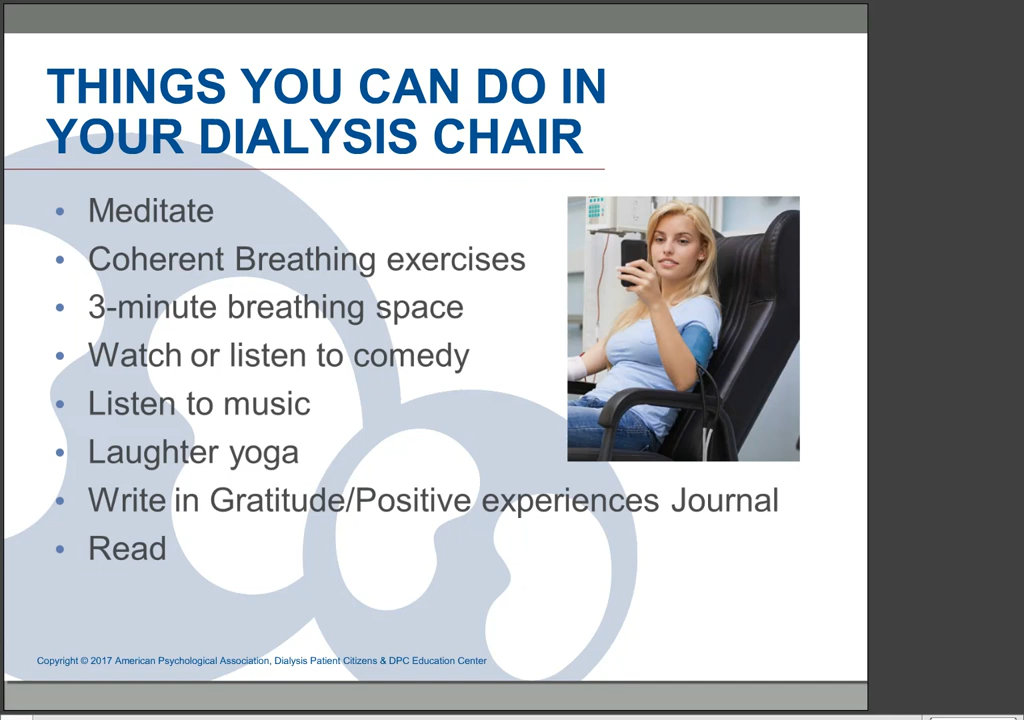 THINGS YOU CAN DO IN
YOUR DIALYSIS CHAIR
• Meditate
• Coherent Breathing exercises
• 3-minute breathing space
• Watch or listen to comedy
• Listen to music
• Laughter yoga
• Write in Gratitude/Positive experiences Journal
• Read
Copyright © 2017 American Psychological Association, Dialysis Patient Citizens & DPC Education Center